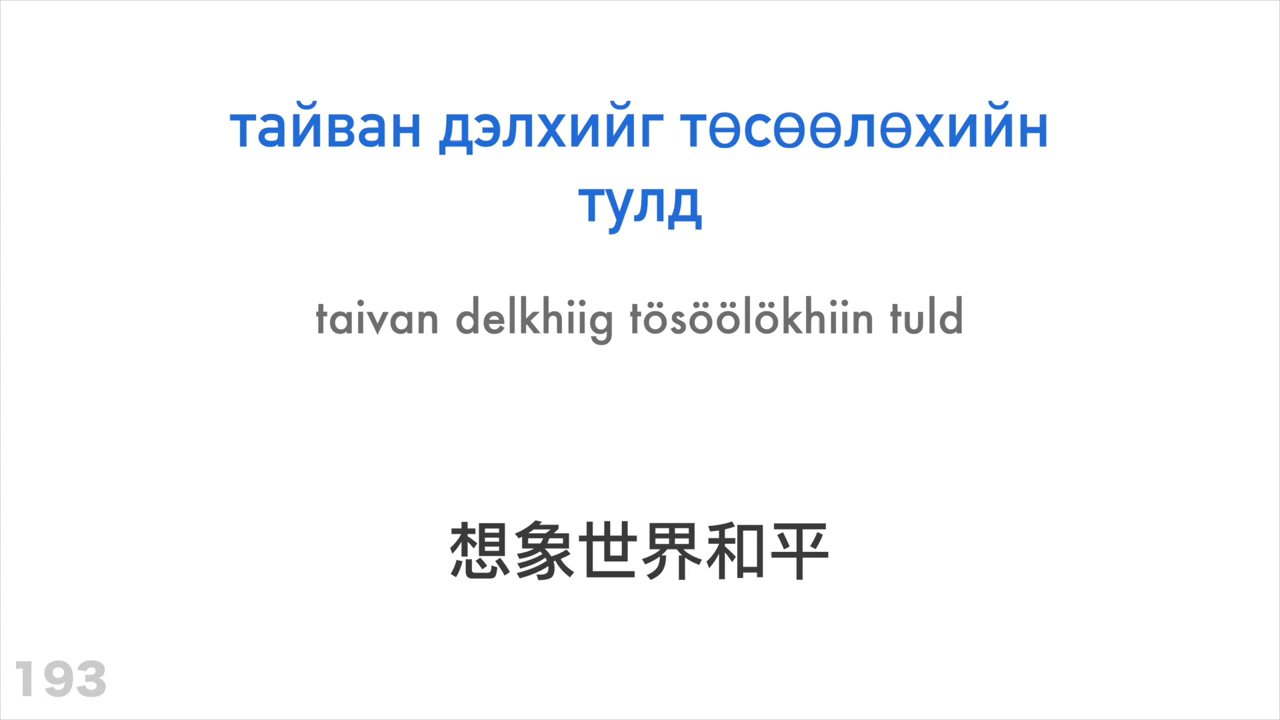 тайван дэлхийг төсөөлөхийн
тулд
taivan delkhiig tösöölökhiin tuld
想象世界和平
193